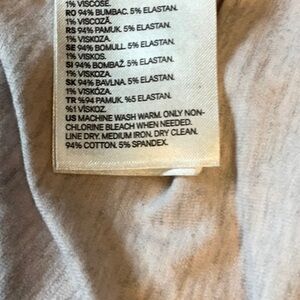 1% VISCOSE.
RO 94% BUMBAC. 5% ELASTAN.
1% VISCOZĂ.
RS 94% PAMUK. 5% ELASTAN.
1% VISKOZA.
SE 94% BOMULL. 5% ELASTAN.
1% VISKOS.
SI 94% BOMBAŽ. 5% ELASTAN.
1% VISKOZA.
SK 94% BAVLNA. 5% ELASTAN.
1% VISKÓZA.
TR %94 PAMUK. %5 ELASTAN.
%1 VİSKOZ.
US MACHINE WASH WARM. ONLY NON-
CHLORINE BLEACH WHEN NEEDED.
LINE DRY. MEDIUM IRON. DRY CLEAN.
94% COTTON. 5% SPANDEX.